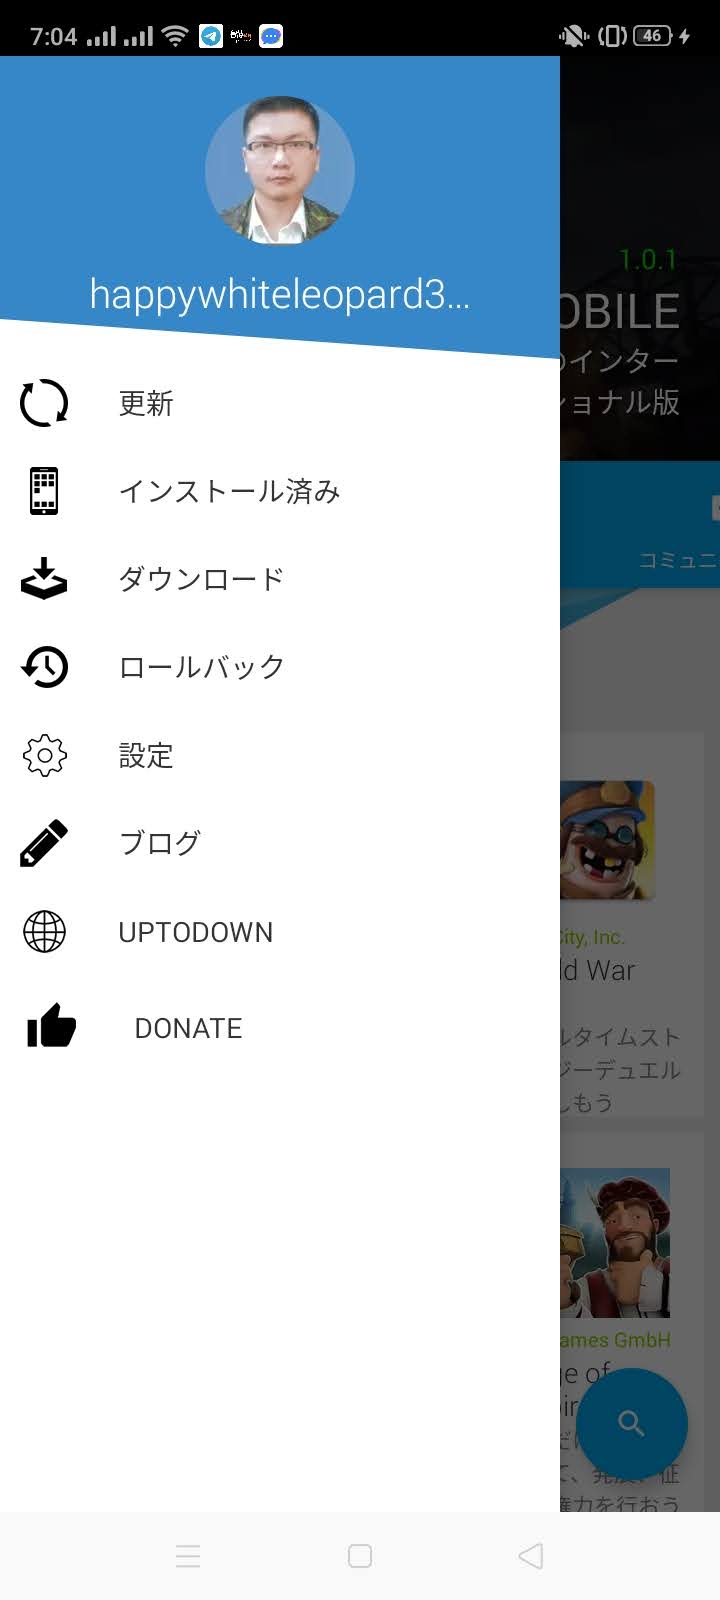 7:04
46
happywhiteleopard3...
更新
インストール済み
ダウンロード
ロールバック
設定
ブログ
UPTODOWN
DONATE
1.0.1
OBILE
のインター
ショナル版
コミュニ
City, Inc.
ld War
ルタイムスト
ジーデュエル
しもう
ames GmbH
ge of
権力を行おう